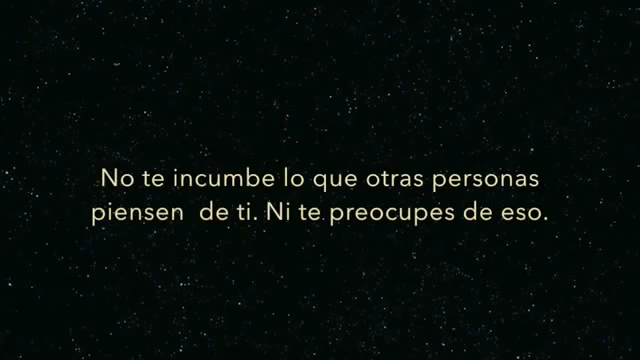 No te incumbe lo que otras personas
piensen  de ti. Ni te preocupes de eso.